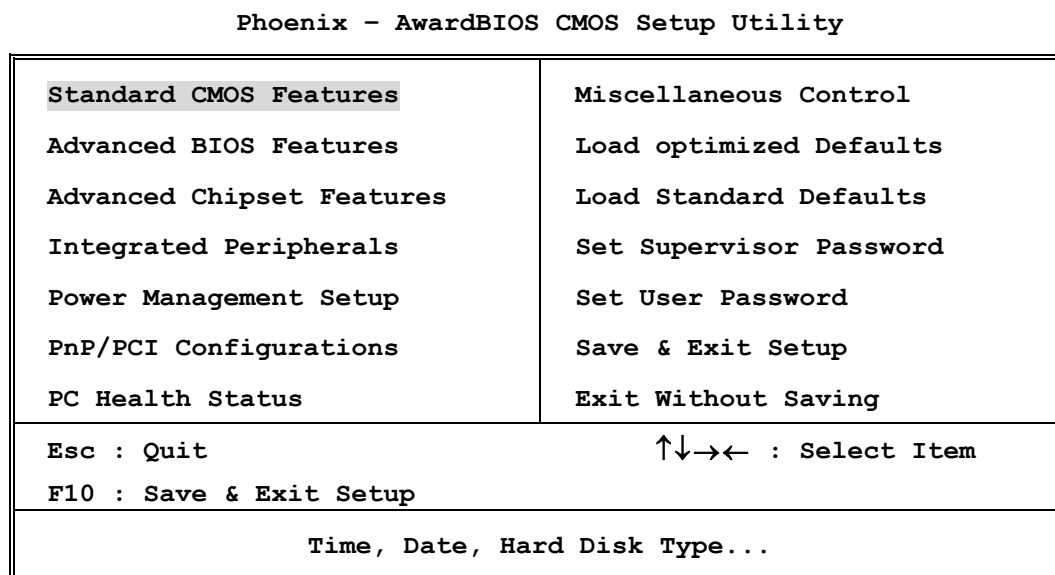 Phoenix – AwardBIOS CMOS Setup Utility
Standard CMOS Features
Advanced BIOS Features
Advanced Chipset Features
Integrated Peripherals
Power Management Setup
PnP/PCI Configurations
PC Health Status
Miscellaneous Control
Load optimized Defaults
Load Standard Defaults
Set Supervisor Password
Set User Password
Save & Exit Setup
Exit Without Saving
Esc : Quit
↑↓→← : Select Item
F10 : Save & Exit Setup
Time, Date, Hard Disk Type...